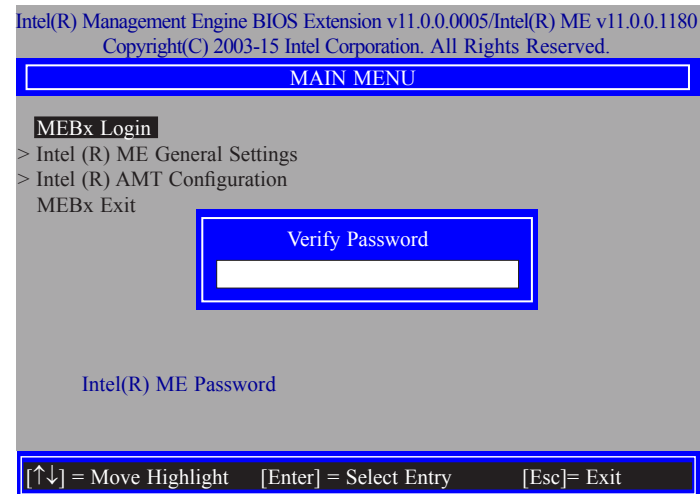 Intel(R) Management Engine BIOS Extension v11.0.0.0005/Intel(R) ME v11.0.0.1180
Copyright(C) 2003-15 Intel Corporation. All Rights Reserved.
MAIN MENU
MEBx Login
> Intel (R) ME General Settings
> Intel (R) AMT Configuration
MEBx Exit
Verify Password
Intel(R) ME Password
[↑↓] = Move Highlight [Enter] = Select Entry [Esc]= Exit